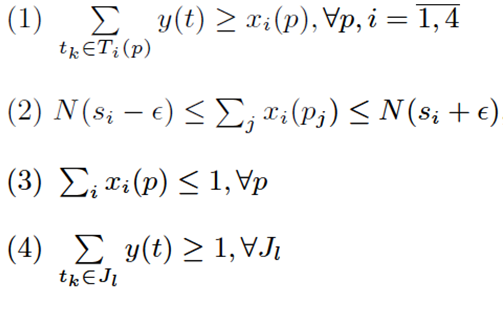 (1) ∑_{t_k∈T_i(p)} y(t) ≥ x_i(p), ∀p, i = \overline{1,4}
(2) N(s_i − ϵ) ≤ ∑_j x_i(p_j) ≤ N(s_i + ϵ)
(3) ∑_i x_i(p) ≤ 1, ∀p
(4) ∑_{t_k∈J_l} y(t) ≥ 1, ∀J_l